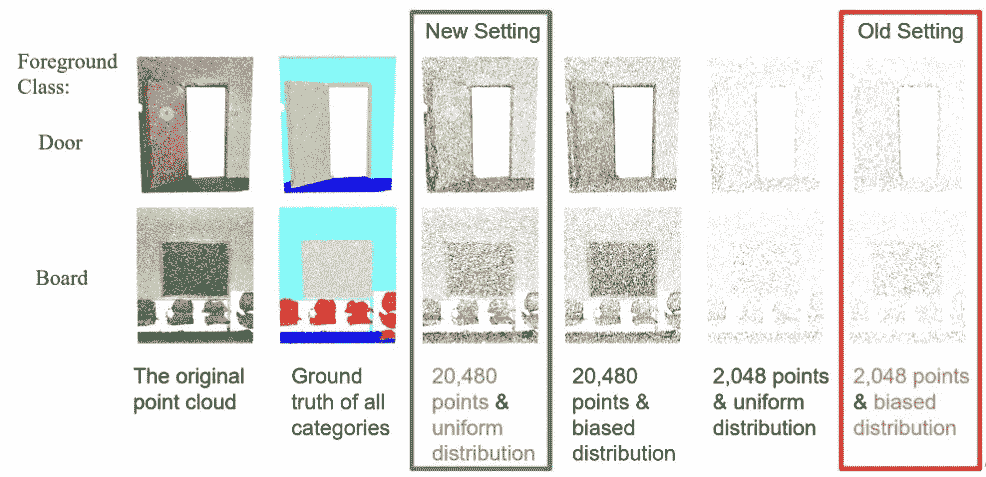 New Setting
Old Setting
Foreground
Class:
Door
Board
The original
point cloud
Ground
truth of all
categories
20,480
points &
uniform
distribution
20,480
points &
biased
distribution
2,048 points
& uniform
distribution
2,048 points
& biased
distribution